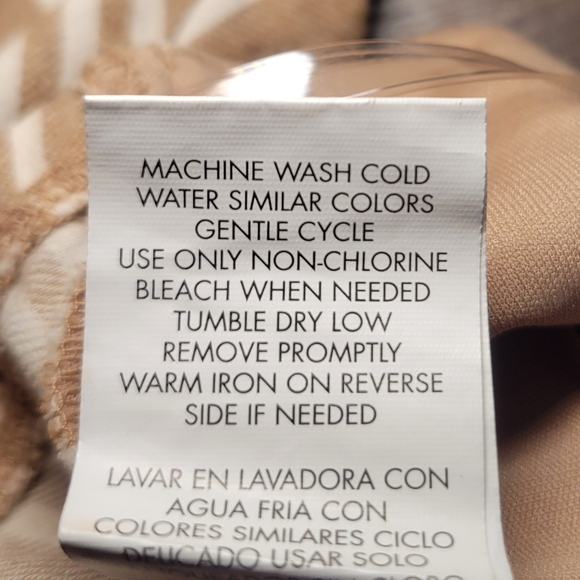 MACHINE WASH COLD
WATER SIMILAR COLORS
GENTLE CYCLE
USE ONLY NON-CHLORINE
BLEACH WHEN NEEDED
TUMBLE DRY LOW
REMOVE PROMPTLY
WARM IRON ON REVERSE
SIDE IF NEEDED
LAVAR EN LAVADORA CON
AGUA FRIA CON
COLORES SIMILARES CICLO
DELICADO USAR SOLO